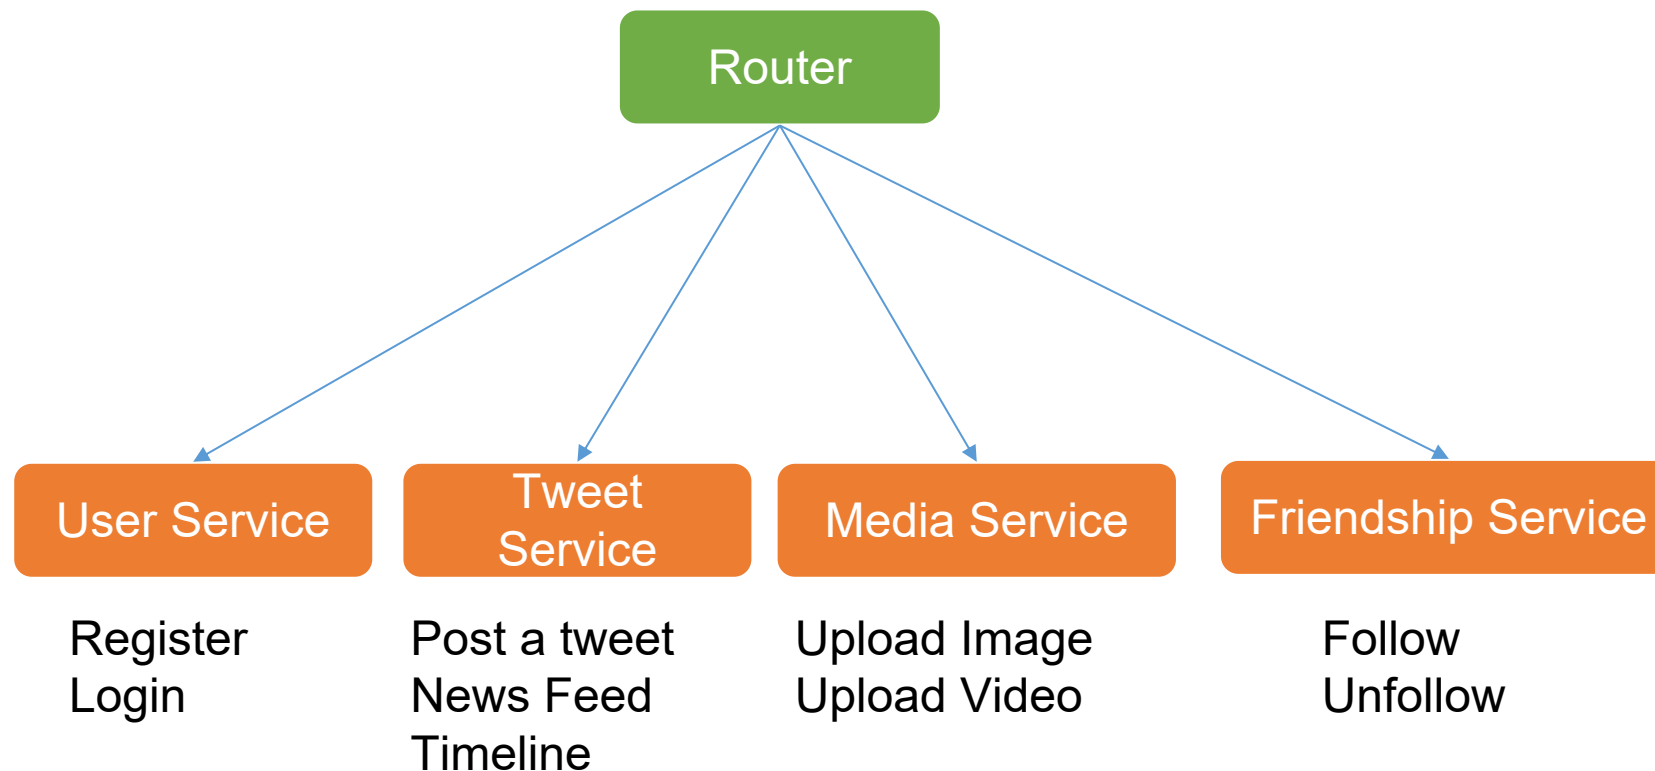 Router
User Service
Tweet
Service
Media Service
Friendship Service
Register
Login
Post a tweet
News Feed
Timeline
Upload Image
Upload Video
Follow
Unfollow